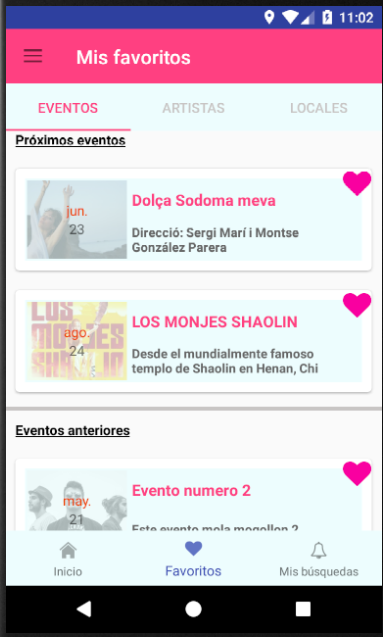 11:02
Mis favoritos
EVENTOS ARTISTAS LOCALES
Próximos eventos
jun.
23
Dolça Sodoma meva
Direcció: Sergi Marí i Montse
González Parera
LOS
MONJES
SHAOLIN
ago.
24
LOS MONJES SHAOLIN
Desde el mundialmente famoso
templo de Shaolin en Henan, Chi
Eventos anteriores
may.
21
Evento numero 2
Este evento mola mogollon 2
Inicio Favoritos Mis búsquedas